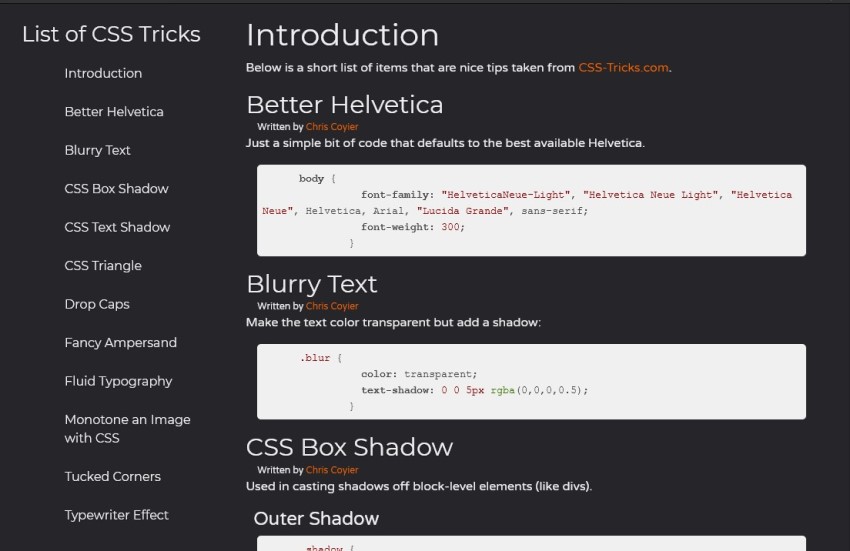 List of CSS Tricks
Introduction
Better Helvetica
Blurry Text
CSS Box Shadow
CSS Text Shadow
CSS Triangle
Drop Caps
Fancy Ampersand
Fluid Typography
Monotone an Image
with CSS
Tucked Corners
Typewriter Effect
Introduction
Below is a short list of items that are nice tips taken from CSS-Tricks.com.
Better Helvetica
Written by Chris Coyier
Just a simple bit of code that defaults to the best available Helvetica.
body {
font-family: "HelveticaNeue-Light", "Helvetica Neue Light", "Helvetica
Neue", Helvetica, Arial, "Lucida Grande", sans-serif;
font-weight: 300;
}
Blurry Text
Written by Chris Coyier
Make the text color transparent but add a shadow:
.blur {
color: transparent;
text-shadow: 0 0 5px rgba(0,0,0,0.5);
}
CSS Box Shadow
Written by Chris Coyier
Used in casting shadows off block-level elements (like divs).
Outer Shadow
.shadow {